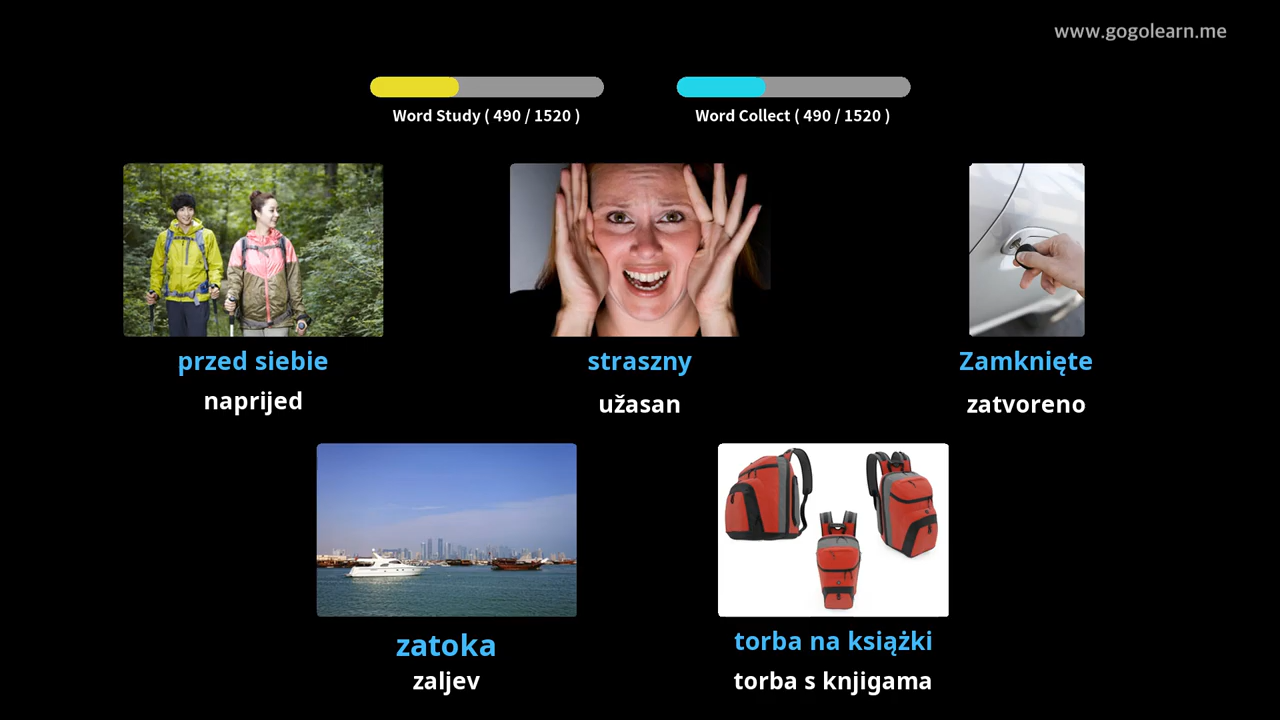 www.gogolearn.me
Word Study ( 490 / 1520 )
Word Collect ( 490 / 1520 )
przed siebie
naprijed
straszny
užasan
Zamknięte
zatvoreno
zatoka
zaljev
torba na książki
torba s knjigama